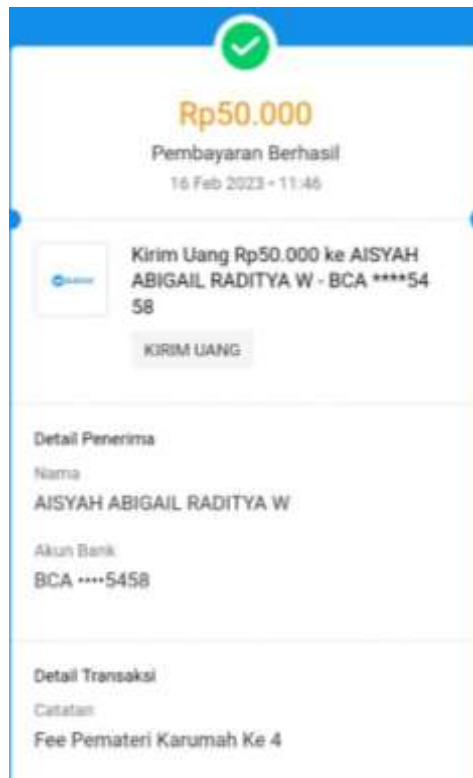 Rp50.000
Pembayaran Berhasil
16 Feb 2023 • 11:46
Kirim Uang Rp50.000 ke AISYAH
ABIGAIL RADITYA W - BCA ****54
58
KIRIM UANG
Detail Penerima
Nama
AISYAH ABIGAIL RADITYA W
Akun Bank
BCA ••••5458
Detail Transaksi
Catatan
Fee Pemateri Karumah Ke 4